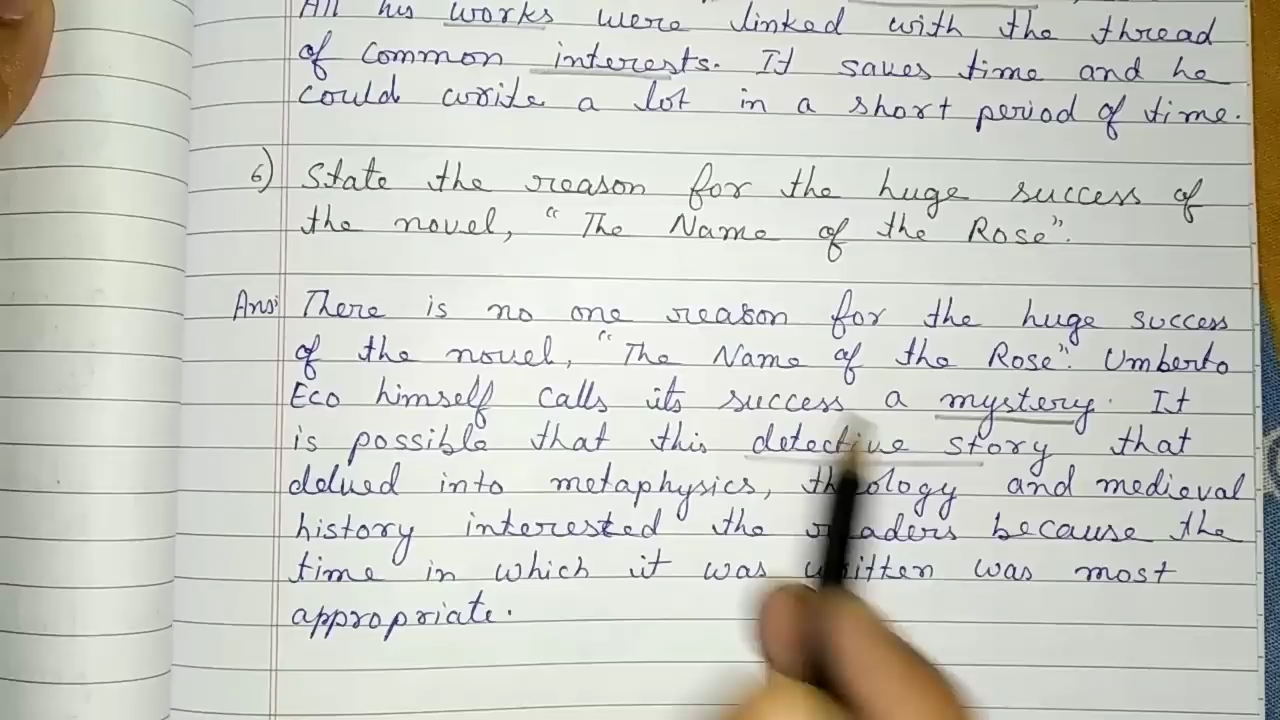 All his works were linked with the thread
of common interests. It saves time and he
could write a lot in a short period of time.
6) State the reason for the huge success of
the novel, "The Name of the Rose".
Ans: There is no one reason for the huge success
of the novel, "The Name of the Rose". Umberto
Eco himself calls its success a mystery. It
is possible that this detective story that
delved into metaphysics, theology and medieval
history interested the readers because the
time in which it was written was most
appropriate.